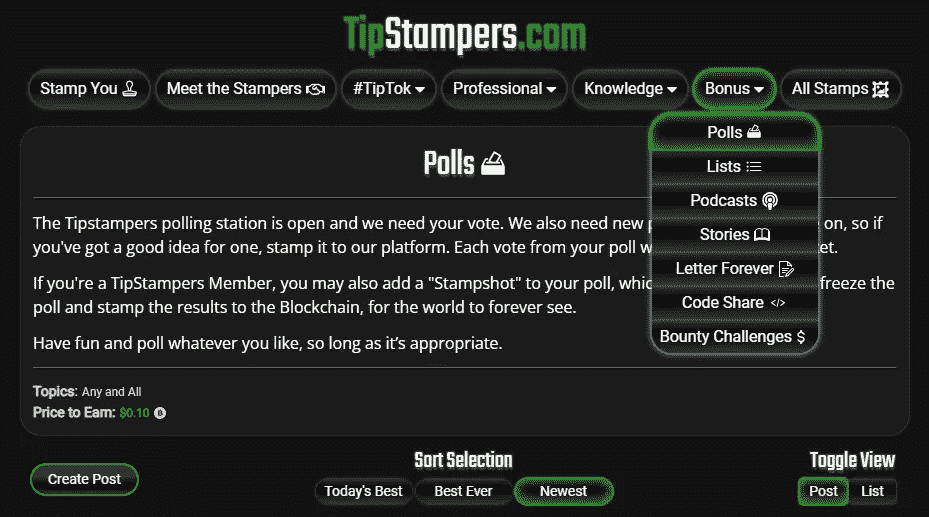 TipStampers.com
Stamp You Meet the Stampers #TipTok Professional Knowledge Bonus All Stamps
Polls
Lists
Podcasts
Stories
Letter Forever
Code Share </>
Bounty Challenges $
Polls
The Tipstampers polling station is open and we need your vote. We also need new p on, so if
you've got a good idea for one, stamp it to our platform. Each vote from your poll w et.
If you're a TipStampers Member, you may also add a "Stampshot" to your poll, whic freeze the
poll and stamp the results to the Blockchain, for the world to forever see.
Have fun and poll whatever you like, so long as it’s appropriate.
Topics: Any and All
Price to Earn: $0.10
Create Post
Sort Selection
Today's Best Best Ever Newest
Toggle View
Post List